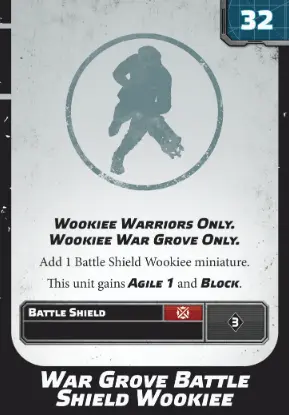 32
WOOKIEE WARRIORS ONLY.
WOOKIEE WAR GROVE ONLY.
Add 1 Battle Shield Wookiee miniature.
This unit gains AGILE 1 and BLOCK.
BATTLE SHIELD
3
WAR GROVE BATTLE
SHIELD WOOKIEE